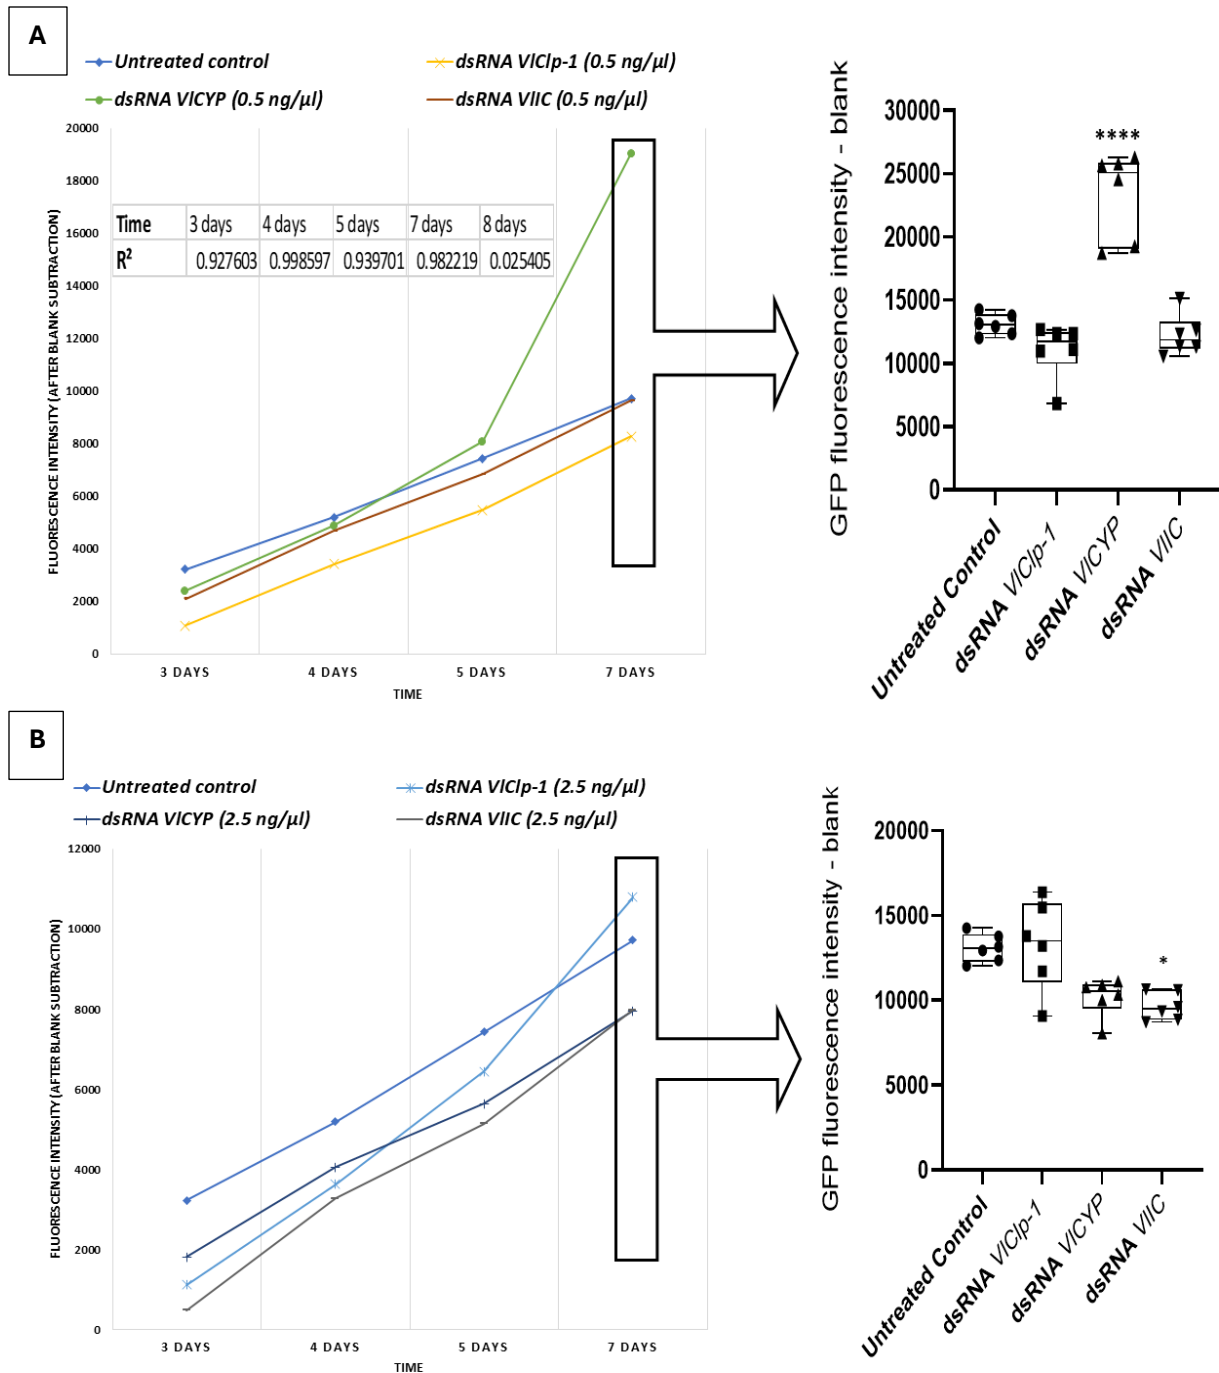 A
Untreated control
dsRNA VlClp-1 (0.5 ng/µl)
dsRNA VlCYP (0.5 ng/µl)
dsRNA VlIC (0.5 ng/µl)
FLUORESCENCE INTENSITY (AFTER BLANK SUBTRACTION)
20000
18000
16000
14000
12000
10000
8000
6000
4000
2000
0
Time 3 days 4 days 5 days 7 days 8 days
R² 0.927603 0.998597 0.939701 0.982219 0.025405
3 DAYS 4 DAYS 5 DAYS 7 DAYS
TIME
GFP fluorescence intensity - blank
30000
25000
20000
15000
10000
5000
0
****
Untreated Control
dsRNA VlClp-1
dsRNA VlCYP
dsRNA VlIC
B
Untreated control
dsRNA VlClp-1 (2.5 ng/µl)
dsRNA VlCYP (2.5 ng/µl)
dsRNA VlIC (2.5 ng/µl)
FLUORESCENCE INTENSITY (AFTER BLANK SUBTRACTION)
12000
10000
8000
6000
4000
2000
0
3 DAYS 4 DAYS 5 DAYS 7 DAYS
TIME
GFP fluorescence intensity - blank
20000
15000
10000
5000
0
*
Untreated Control
dsRNA VlClp-1
dsRNA VlCYP
dsRNA VlIC